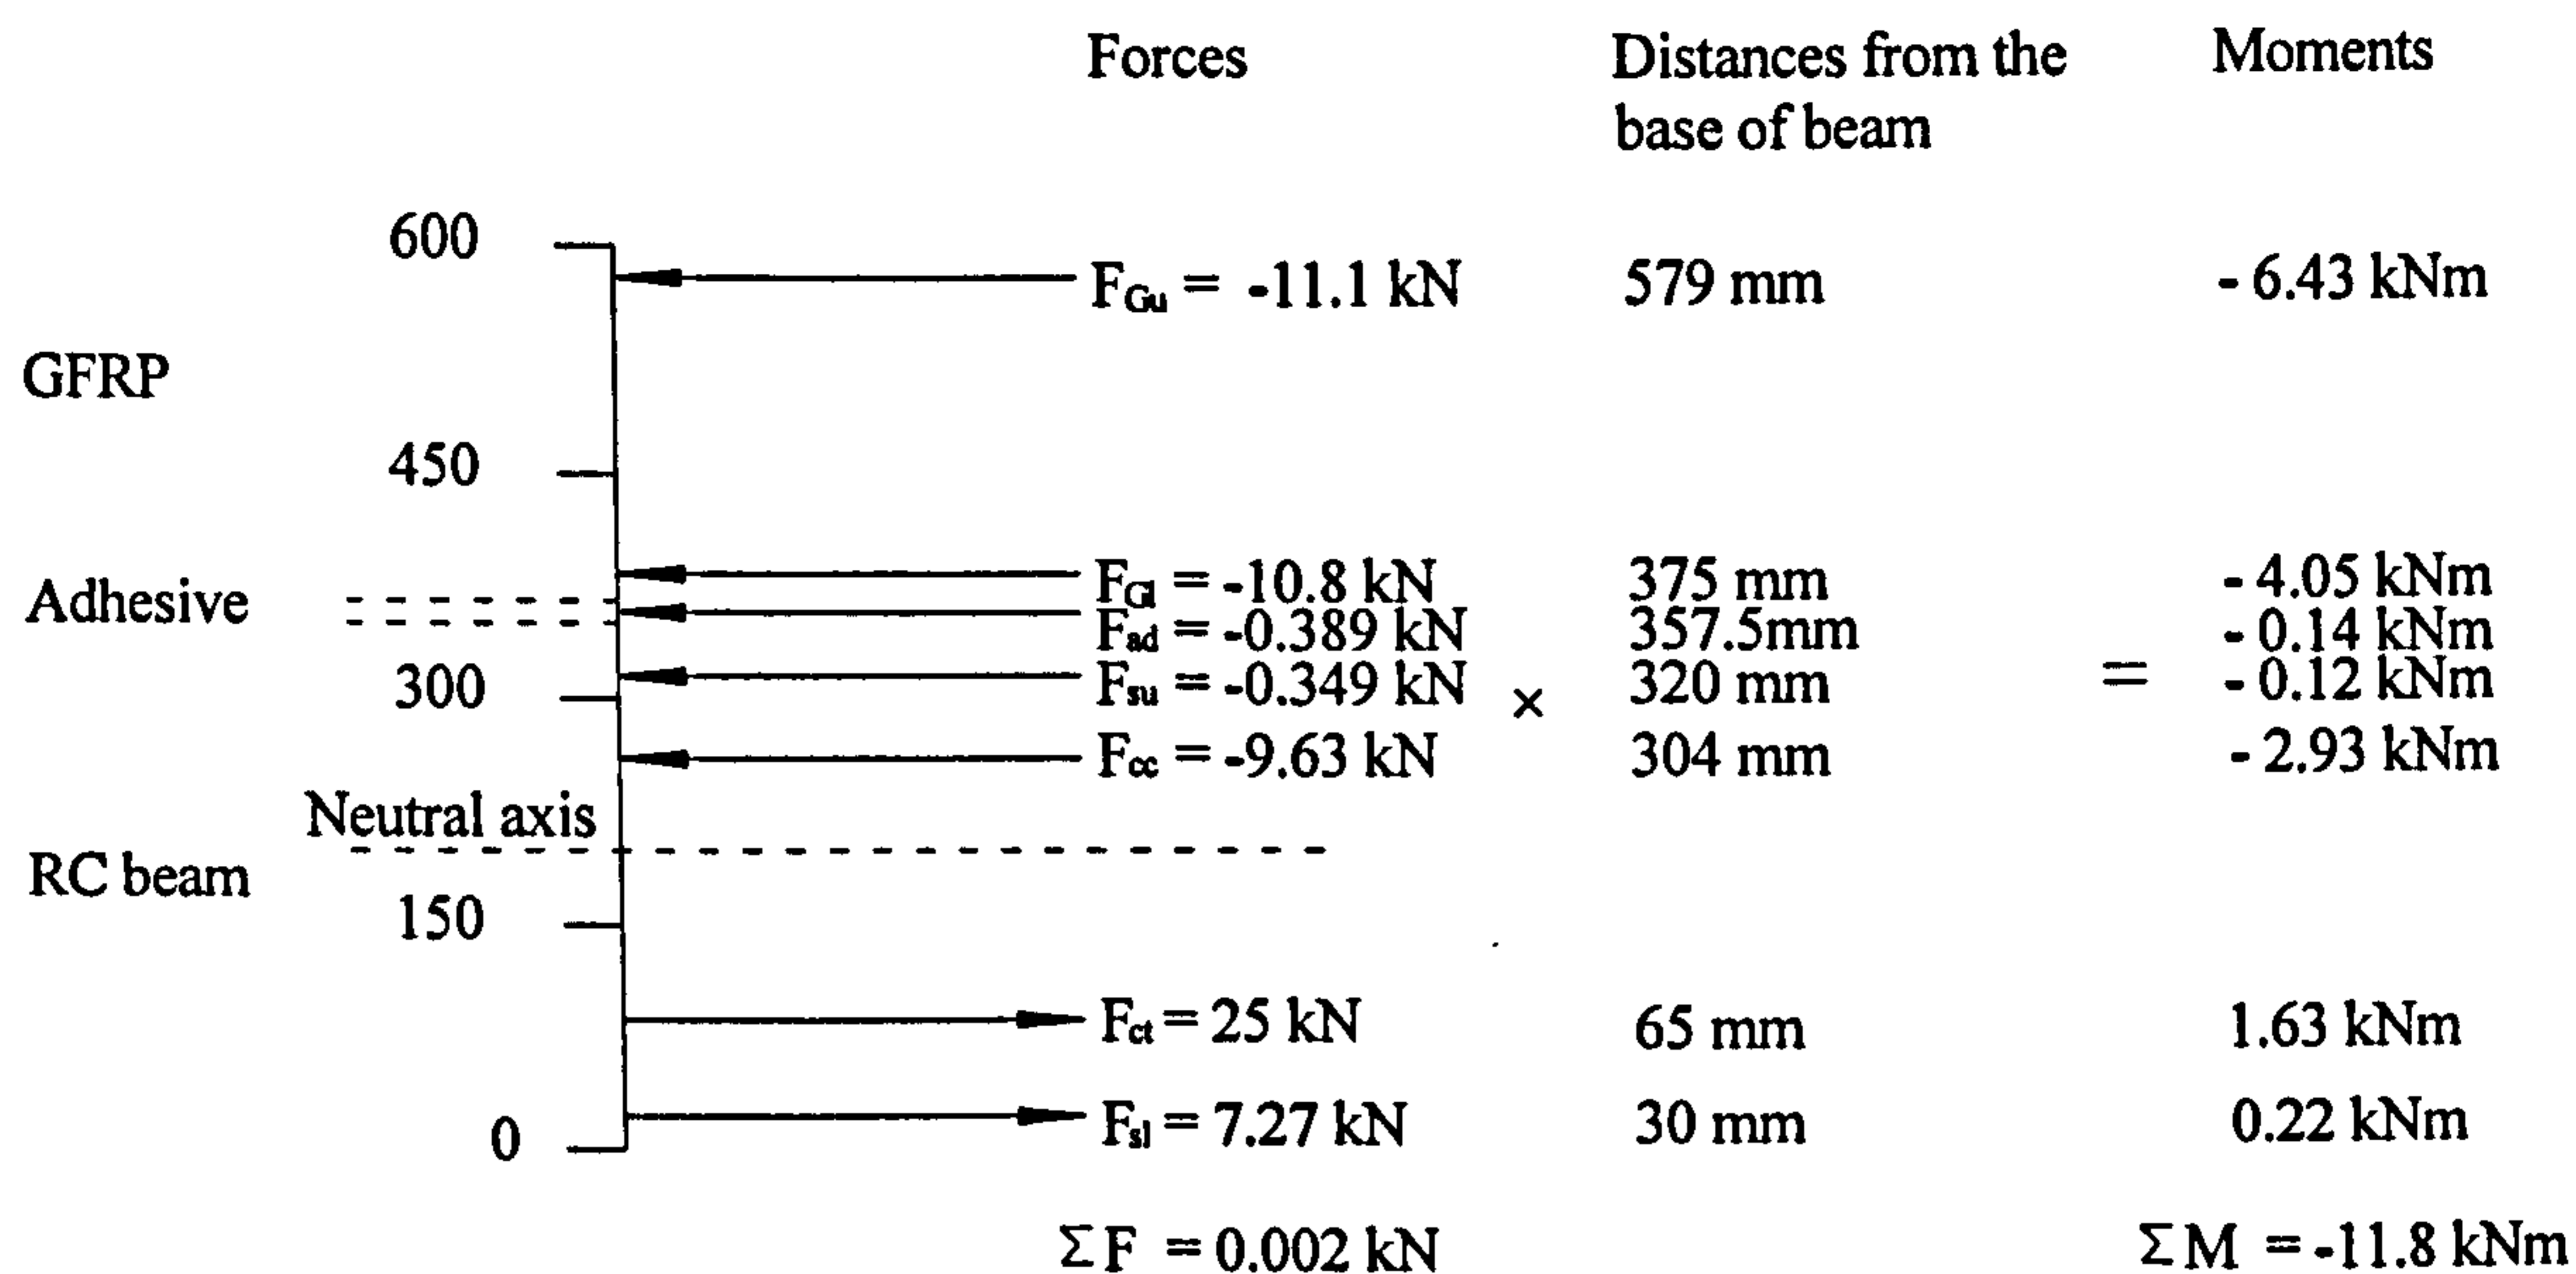 Forces Distances from the Moments
base of beam
600
F_Gu = -11.1 kN 579 mm - 6.43 kNm
GFRP
450
F_Gl = -10.8 kN 375 mm - 4.05 kNm
Adhesive
F_ad = -0.389 kN 357.5mm - 0.14 kNm
300 F_su = -0.349 kN × 320 mm = - 0.12 kNm
F_cc = -9.63 kN 304 mm - 2.93 kNm
Neutral axis
RC beam
150
F_ct = 25 kN 65 mm 1.63 kNm
0 F_sl = 7.27 kN 30 mm 0.22 kNm
Σ F = 0.002 kN Σ M = -11.8 kNm